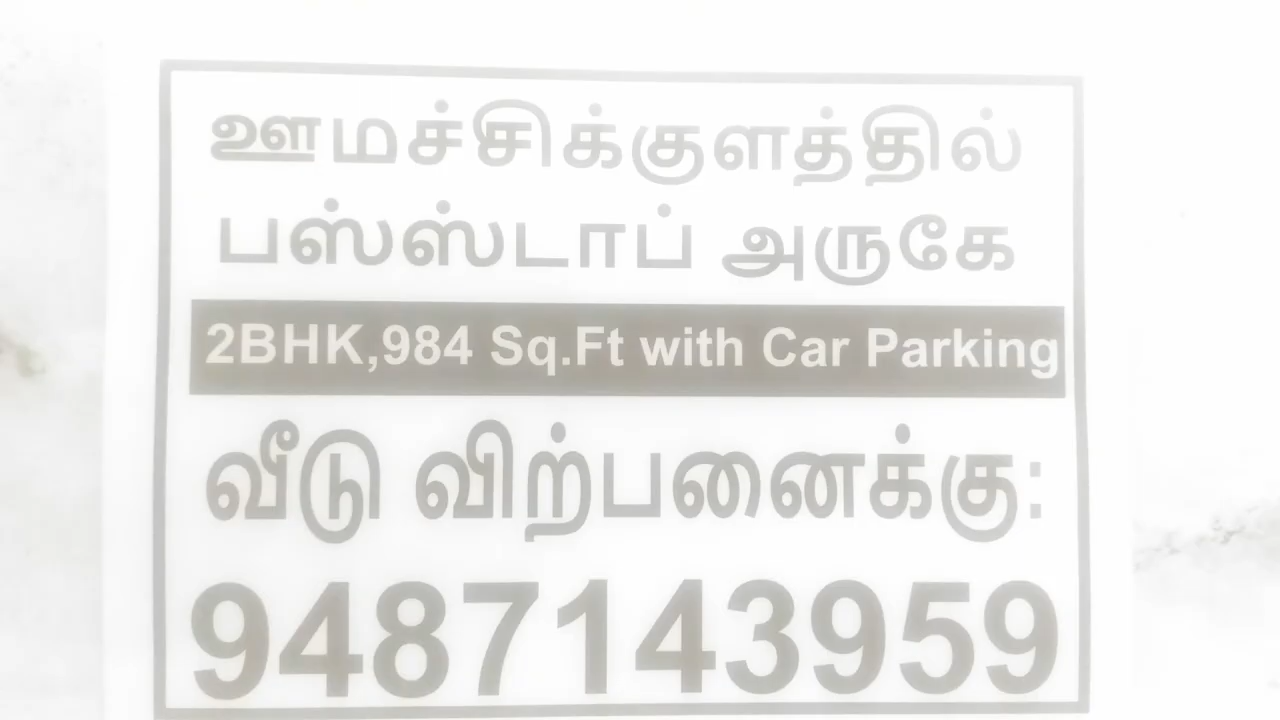 ஊமச்சிக்குளத்தில்
பஸ்ஸ்டாப் அருகே
2BHK,984 Sq.Ft with Car Parking
வீடு விற்பனைக்கு:
9487143959